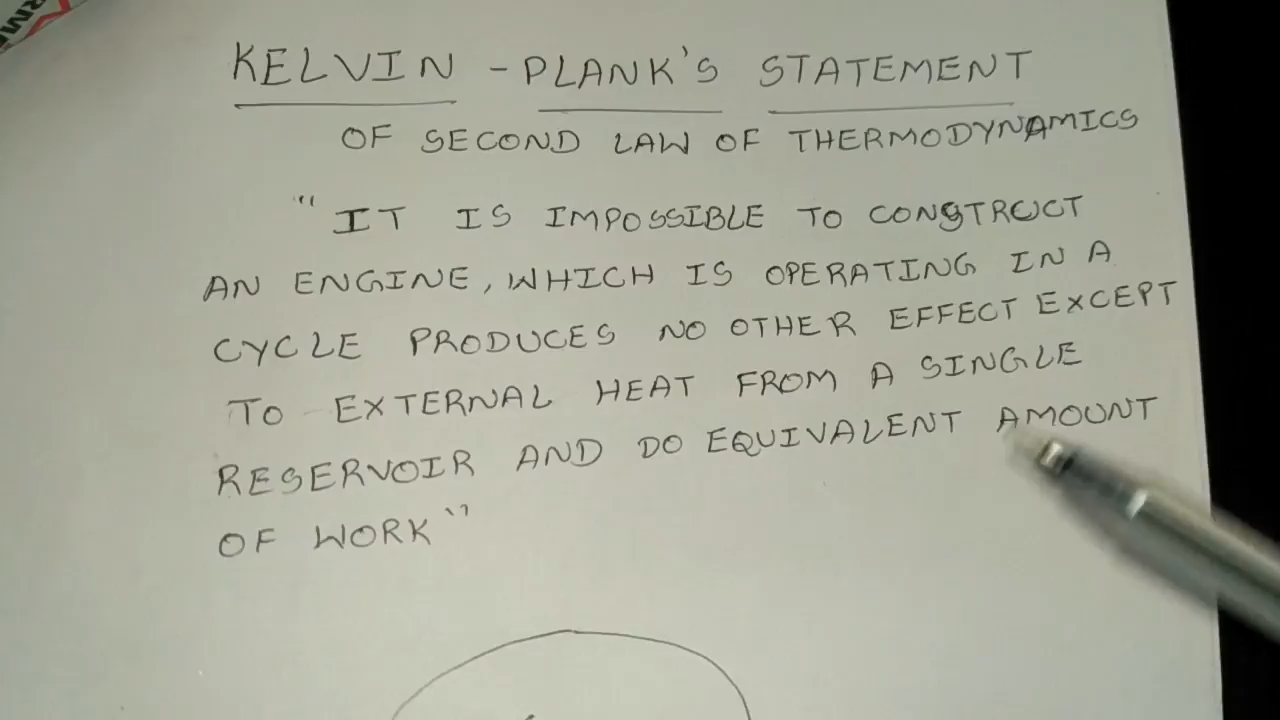 KELVIN - PLANK'S STATEMENT
OF SECOND LAW OF THERMODYNAMICS
" IT IS IMPOSSIBLE TO CONSTRUCT
AN ENGINE, WHICH IS OPERATING IN A
CYCLE PRODUCES NO OTHER EFFECT EXCEPT
TO EXTERNAL HEAT FROM A SINGLE
RESERVOIR AND DO EQUIVALENT AMOUNT
OF WORK"